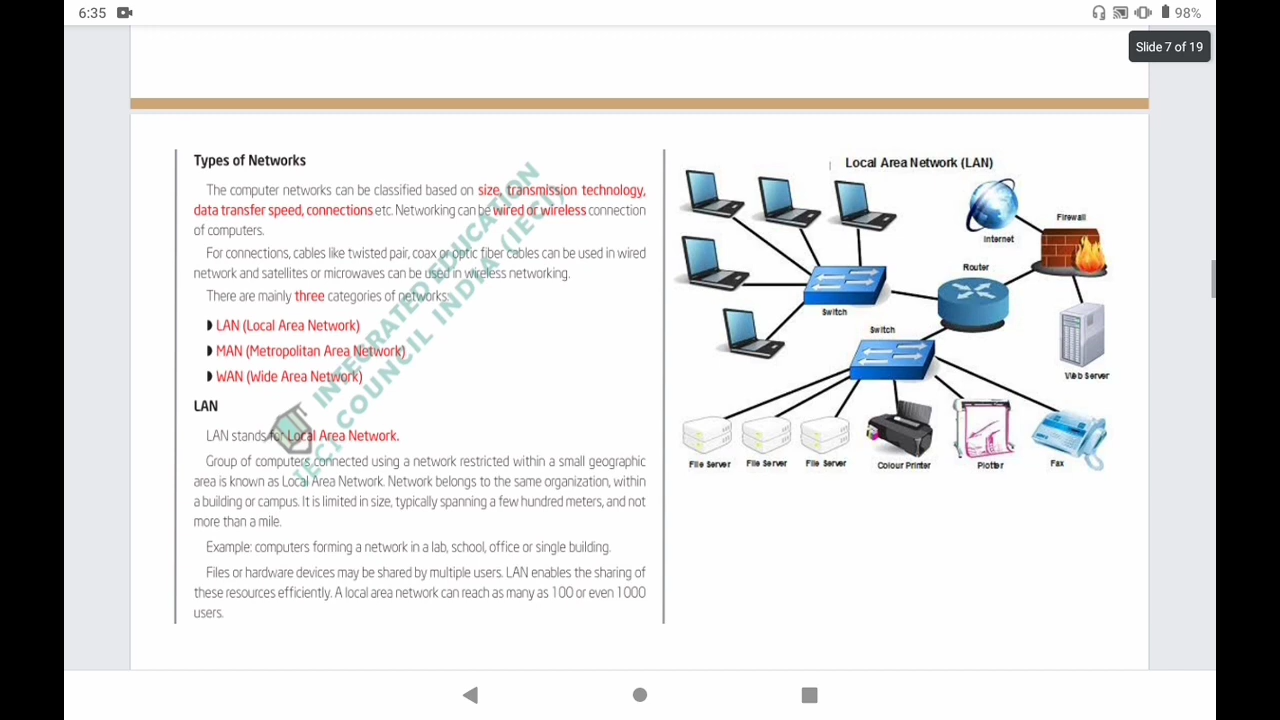 6:35
98%
Slide 7 of 19
Types of Networks
The computer networks can be classified based on size, transmission technology,
data transfer speed, connections etc. Networking can be wired or wireless connection
of computers.
For connections, cables like twisted pair, coax or optic fiber cables can be used in wired
network and satellites or microwaves can be used in wireless networking.
There are mainly three categories of networks:
LAN (Local Area Network)
MAN (Metropolitan Area Network)
WAN (Wide Area Network)
LAN
LAN stands for Local Area Network.
Group of computers connected using a network restricted within a small geographic
area is known as Local Area Network. Network belongs to the same organization, within
a building or campus. It is limited in size, typically spanning a few hundred meters, and not
more than a mile.
Example: computers forming a network in a lab, school, office or single building.
Files or hardware devices may be shared by multiple users. LAN enables the sharing of
these resources efficiently. A local area network can reach as many as 100 or even 1000
users.
INTEGRATED EDUCATION
COUNCIL INDIA (IECI)
IECI
Local Area Network (LAN)
Internet
Firewall
Router
Switch
Switch
Web Server
File Server
File Server
File Server
Colour Printer
Plotter
Fax